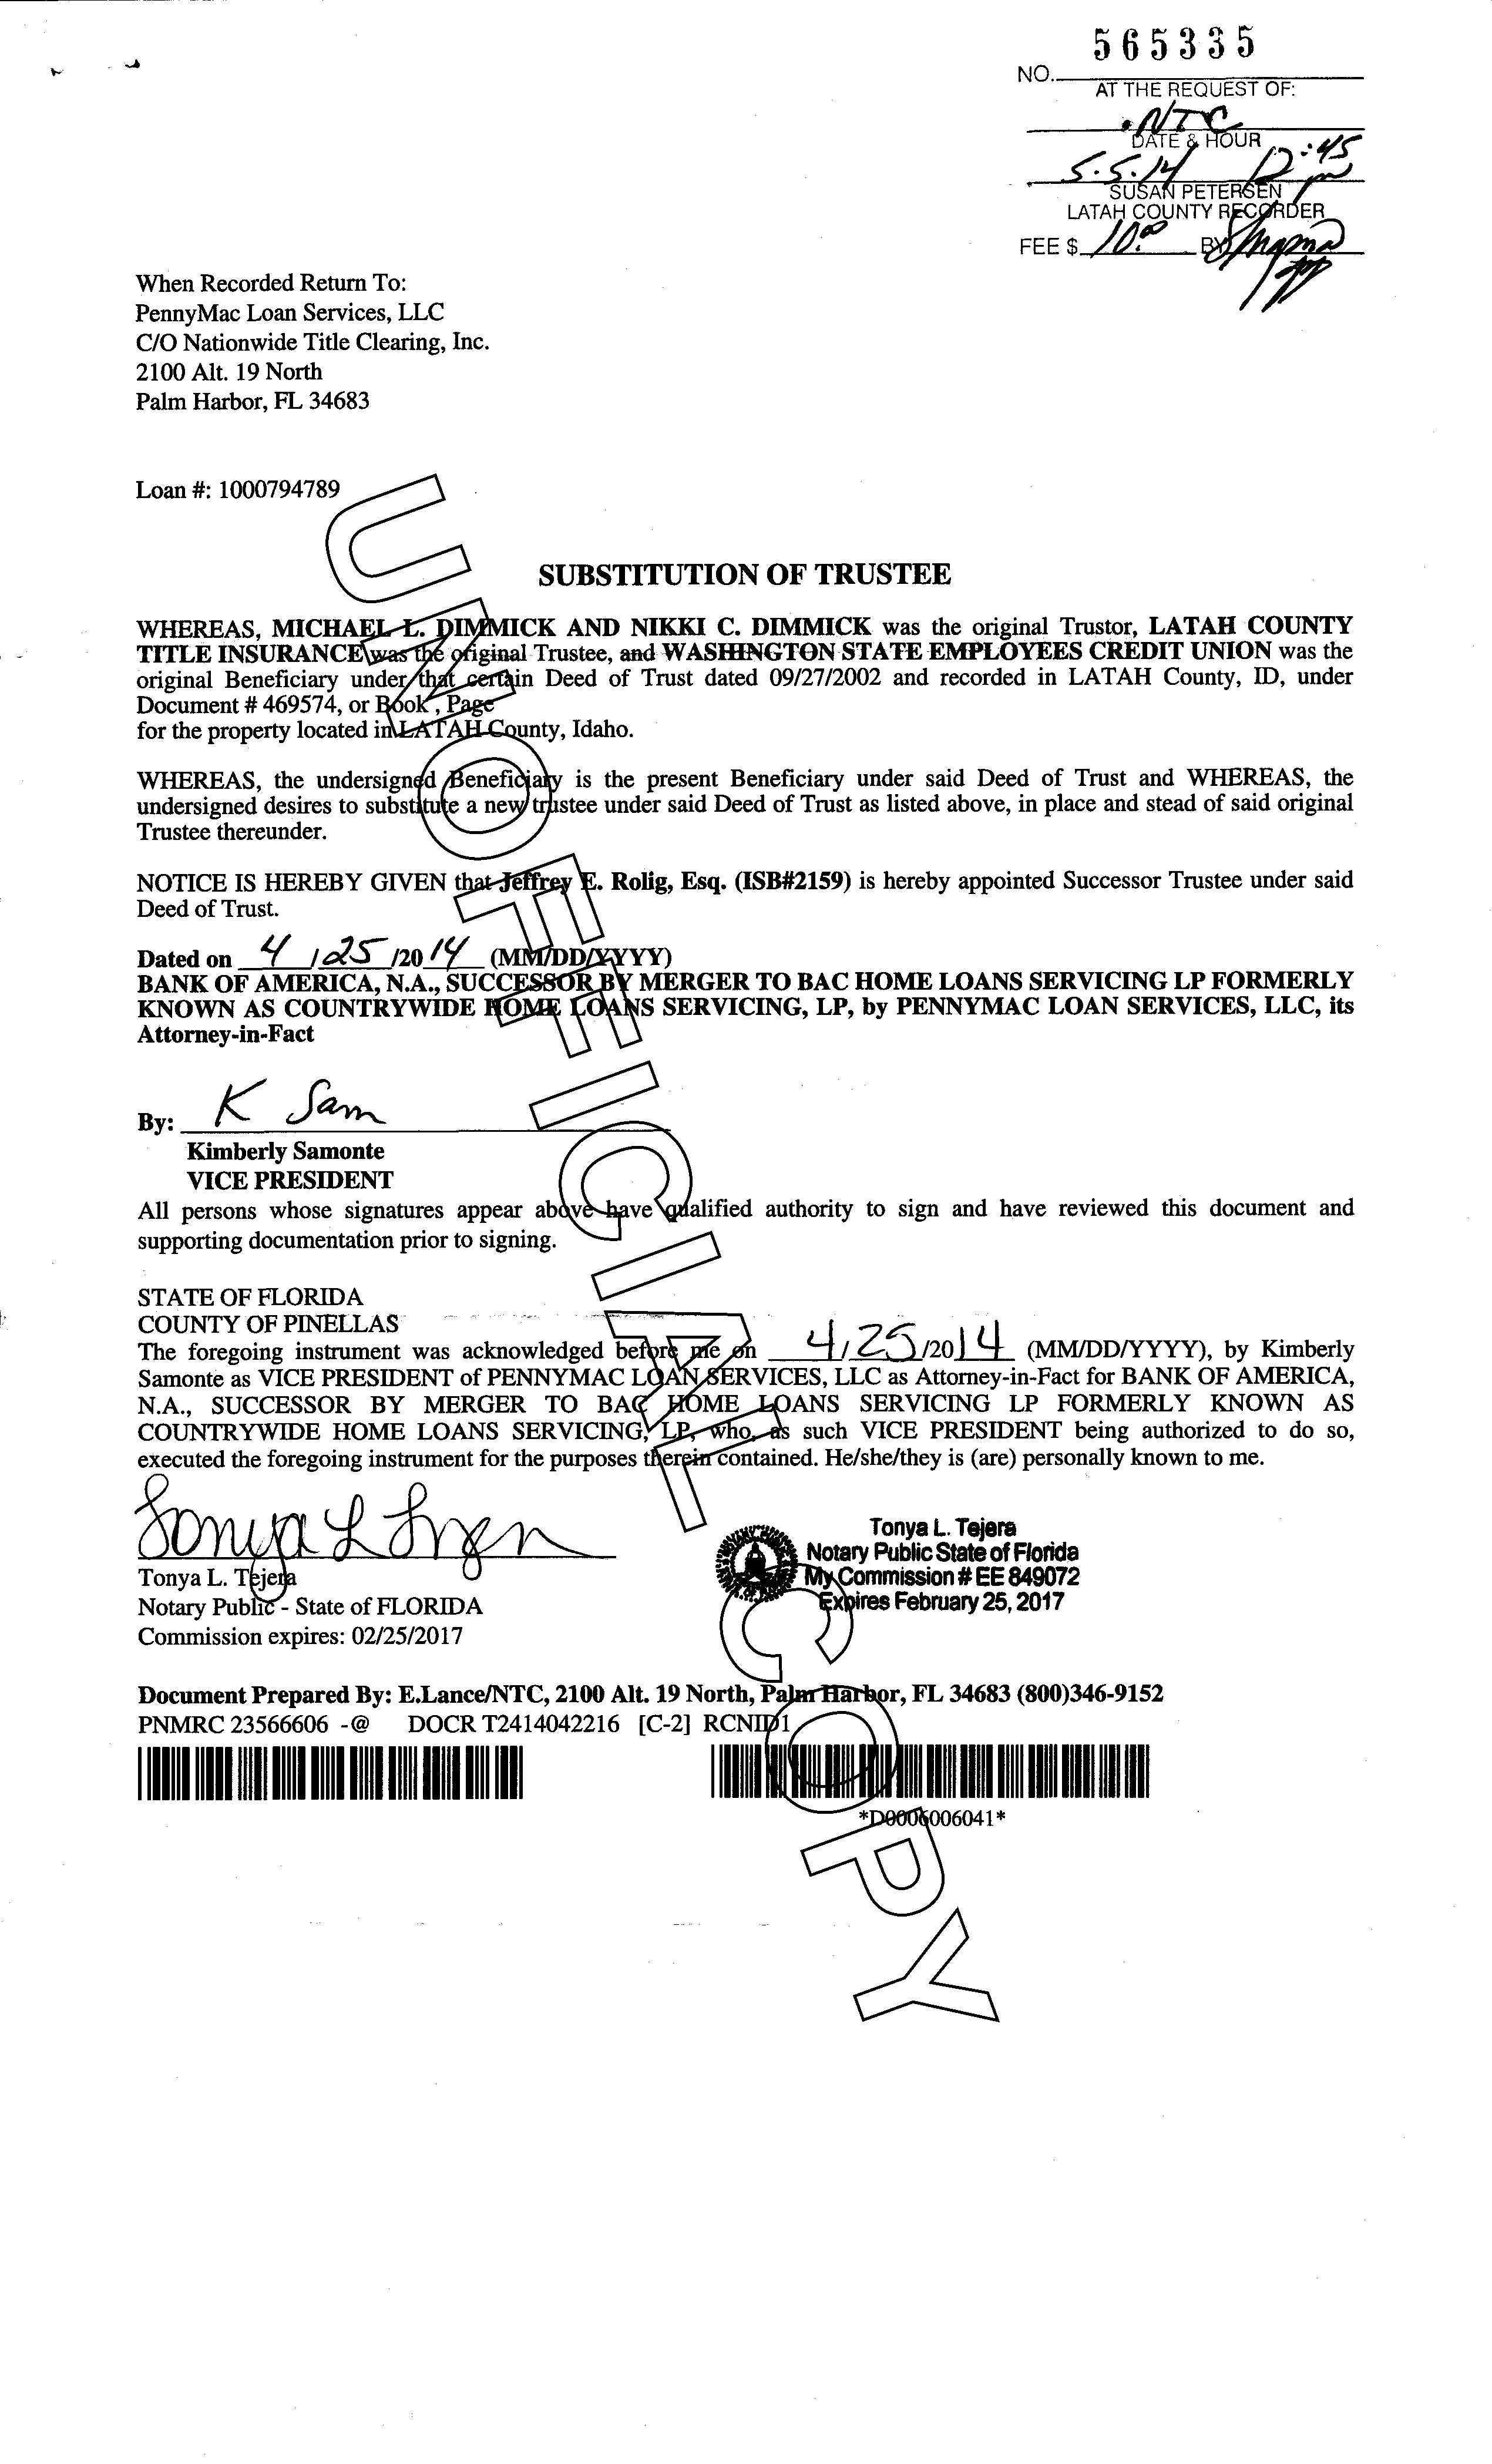 565335
NO.
AT THE REQUEST OF:
NTC
DATE & HOUR
5.5.14 12:45 pm
SUSAN PETERSEN
LATAH COUNTY RECORDER
FEE $ 10.00 BY
When Recorded Return To:
PennyMac Loan Services, LLC
C/O Nationwide Title Clearing, Inc.
2100 Alt. 19 North
Palm Harbor, FL 34683
Loan #: 1000794789
SUBSTITUTION OF TRUSTEE
WHEREAS, MICHAEL L. DIMMICK AND NIKKI C. DIMMICK was the original Trustor, LATAH COUNTY
TITLE INSURANCE was the original Trustee, and WASHINGTON STATE EMPLOYEES CREDIT UNION was the
original Beneficiary under that certain Deed of Trust dated 09/27/2002 and recorded in LATAH County, ID, under
Document # 469574, or Book , Page
for the property located in LATAH County, Idaho.
WHEREAS, the undersigned Beneficiary is the present Beneficiary under said Deed of Trust and WHEREAS, the
undersigned desires to substitute a new trustee under said Deed of Trust as listed above, in place and stead of said original
Trustee thereunder.
NOTICE IS HEREBY GIVEN that Jeffrey E. Rolig, Esq. (ISB#2159) is hereby appointed Successor Trustee under said
Deed of Trust.
Dated on 4 / 25 /2014 (MM/DD/YYYY)
BANK OF AMERICA, N.A., SUCCESSOR BY MERGER TO BAC HOME LOANS SERVICING LP FORMERLY
KNOWN AS COUNTRYWIDE HOME LOANS SERVICING, LP, by PENNYMAC LOAN SERVICES, LLC, its
Attorney-in-Fact
By: K Sam
Kimberly Samonte
VICE PRESIDENT
All persons whose signatures appear above have qualified authority to sign and have reviewed this document and
supporting documentation prior to signing.
STATE OF FLORIDA
COUNTY OF PINELLAS
The foregoing instrument was acknowledged before me on 4/25/2014 (MM/DD/YYYY), by Kimberly
Samonte as VICE PRESIDENT of PENNYMAC LOAN SERVICES, LLC as Attorney-in-Fact for BANK OF AMERICA,
N.A., SUCCESSOR BY MERGER TO BAC HOME LOANS SERVICING LP FORMERLY KNOWN AS
COUNTRYWIDE HOME LOANS SERVICING, LP, who, as such VICE PRESIDENT being authorized to do so,
executed the foregoing instrument for the purposes therein contained. He/she/they is (are) personally known to me.
Tonya L
Tonya L. Tejera
Notary Public - State of FLORIDA
Commission expires: 02/25/2017
Tonya L. Tejera
Notary Public State of Florida
My Commission # EE 849072
Expires February 25, 2017
Document Prepared By: E.Lance/NTC, 2100 Alt. 19 North, Palm Harbor, FL 34683 (800)346-9152
PNMRC 23566606 -@ DOCR T2414042216 [C-2] RCNID1
*D0006006041*
UNOFFICIAL COPY